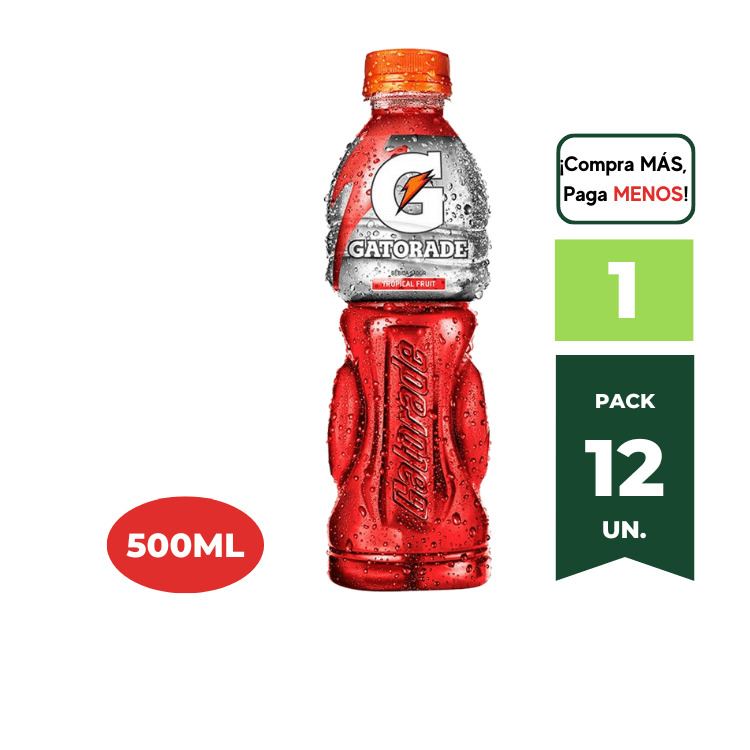 ¡Compra MÁS,
Paga MENOS!
G
GATORADE
TROPICAL FRUIT
1
Gatorade
PACK
12
UN.
500ML